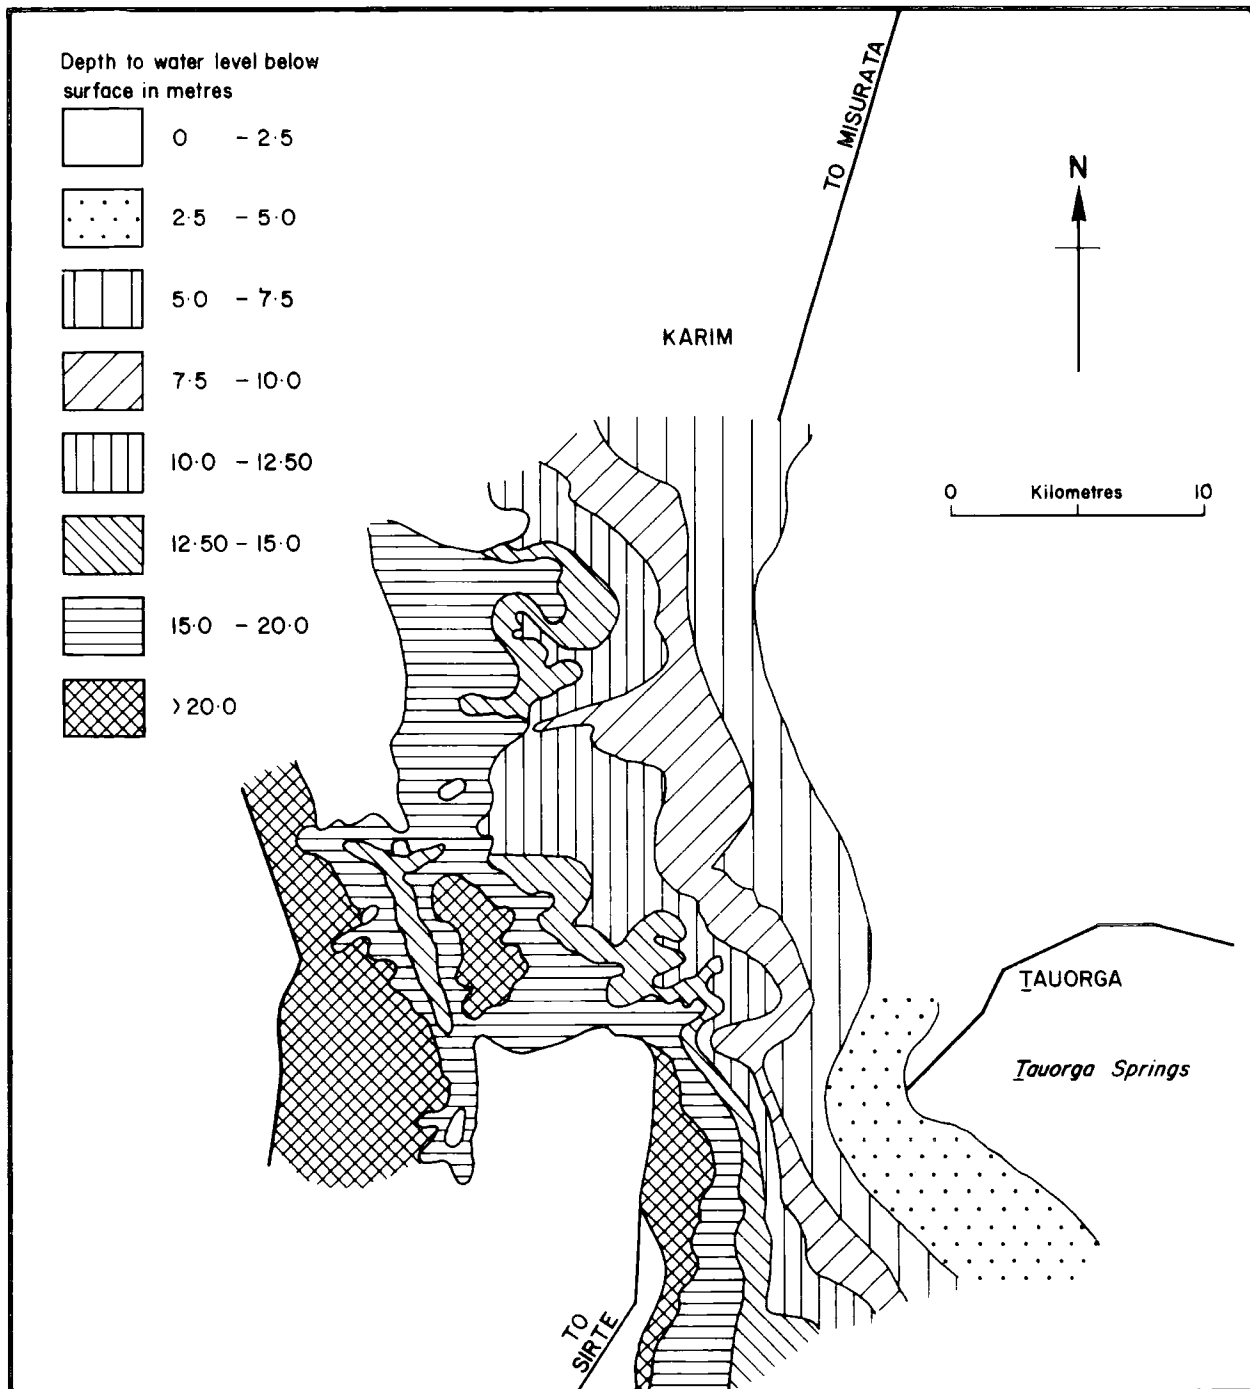 Depth to water level below
surface in metres
0 - 2·5
2·5 - 5·0
5·0 - 7·5
7·5 - 10·0
10·0 - 12·50
12·50 - 15·0
15·0 - 20·0
>20·0
TO MISURATA
N
KARIM
0 Kilometres 10
TAUORGA
Tauorga Springs
TO
SIRTE